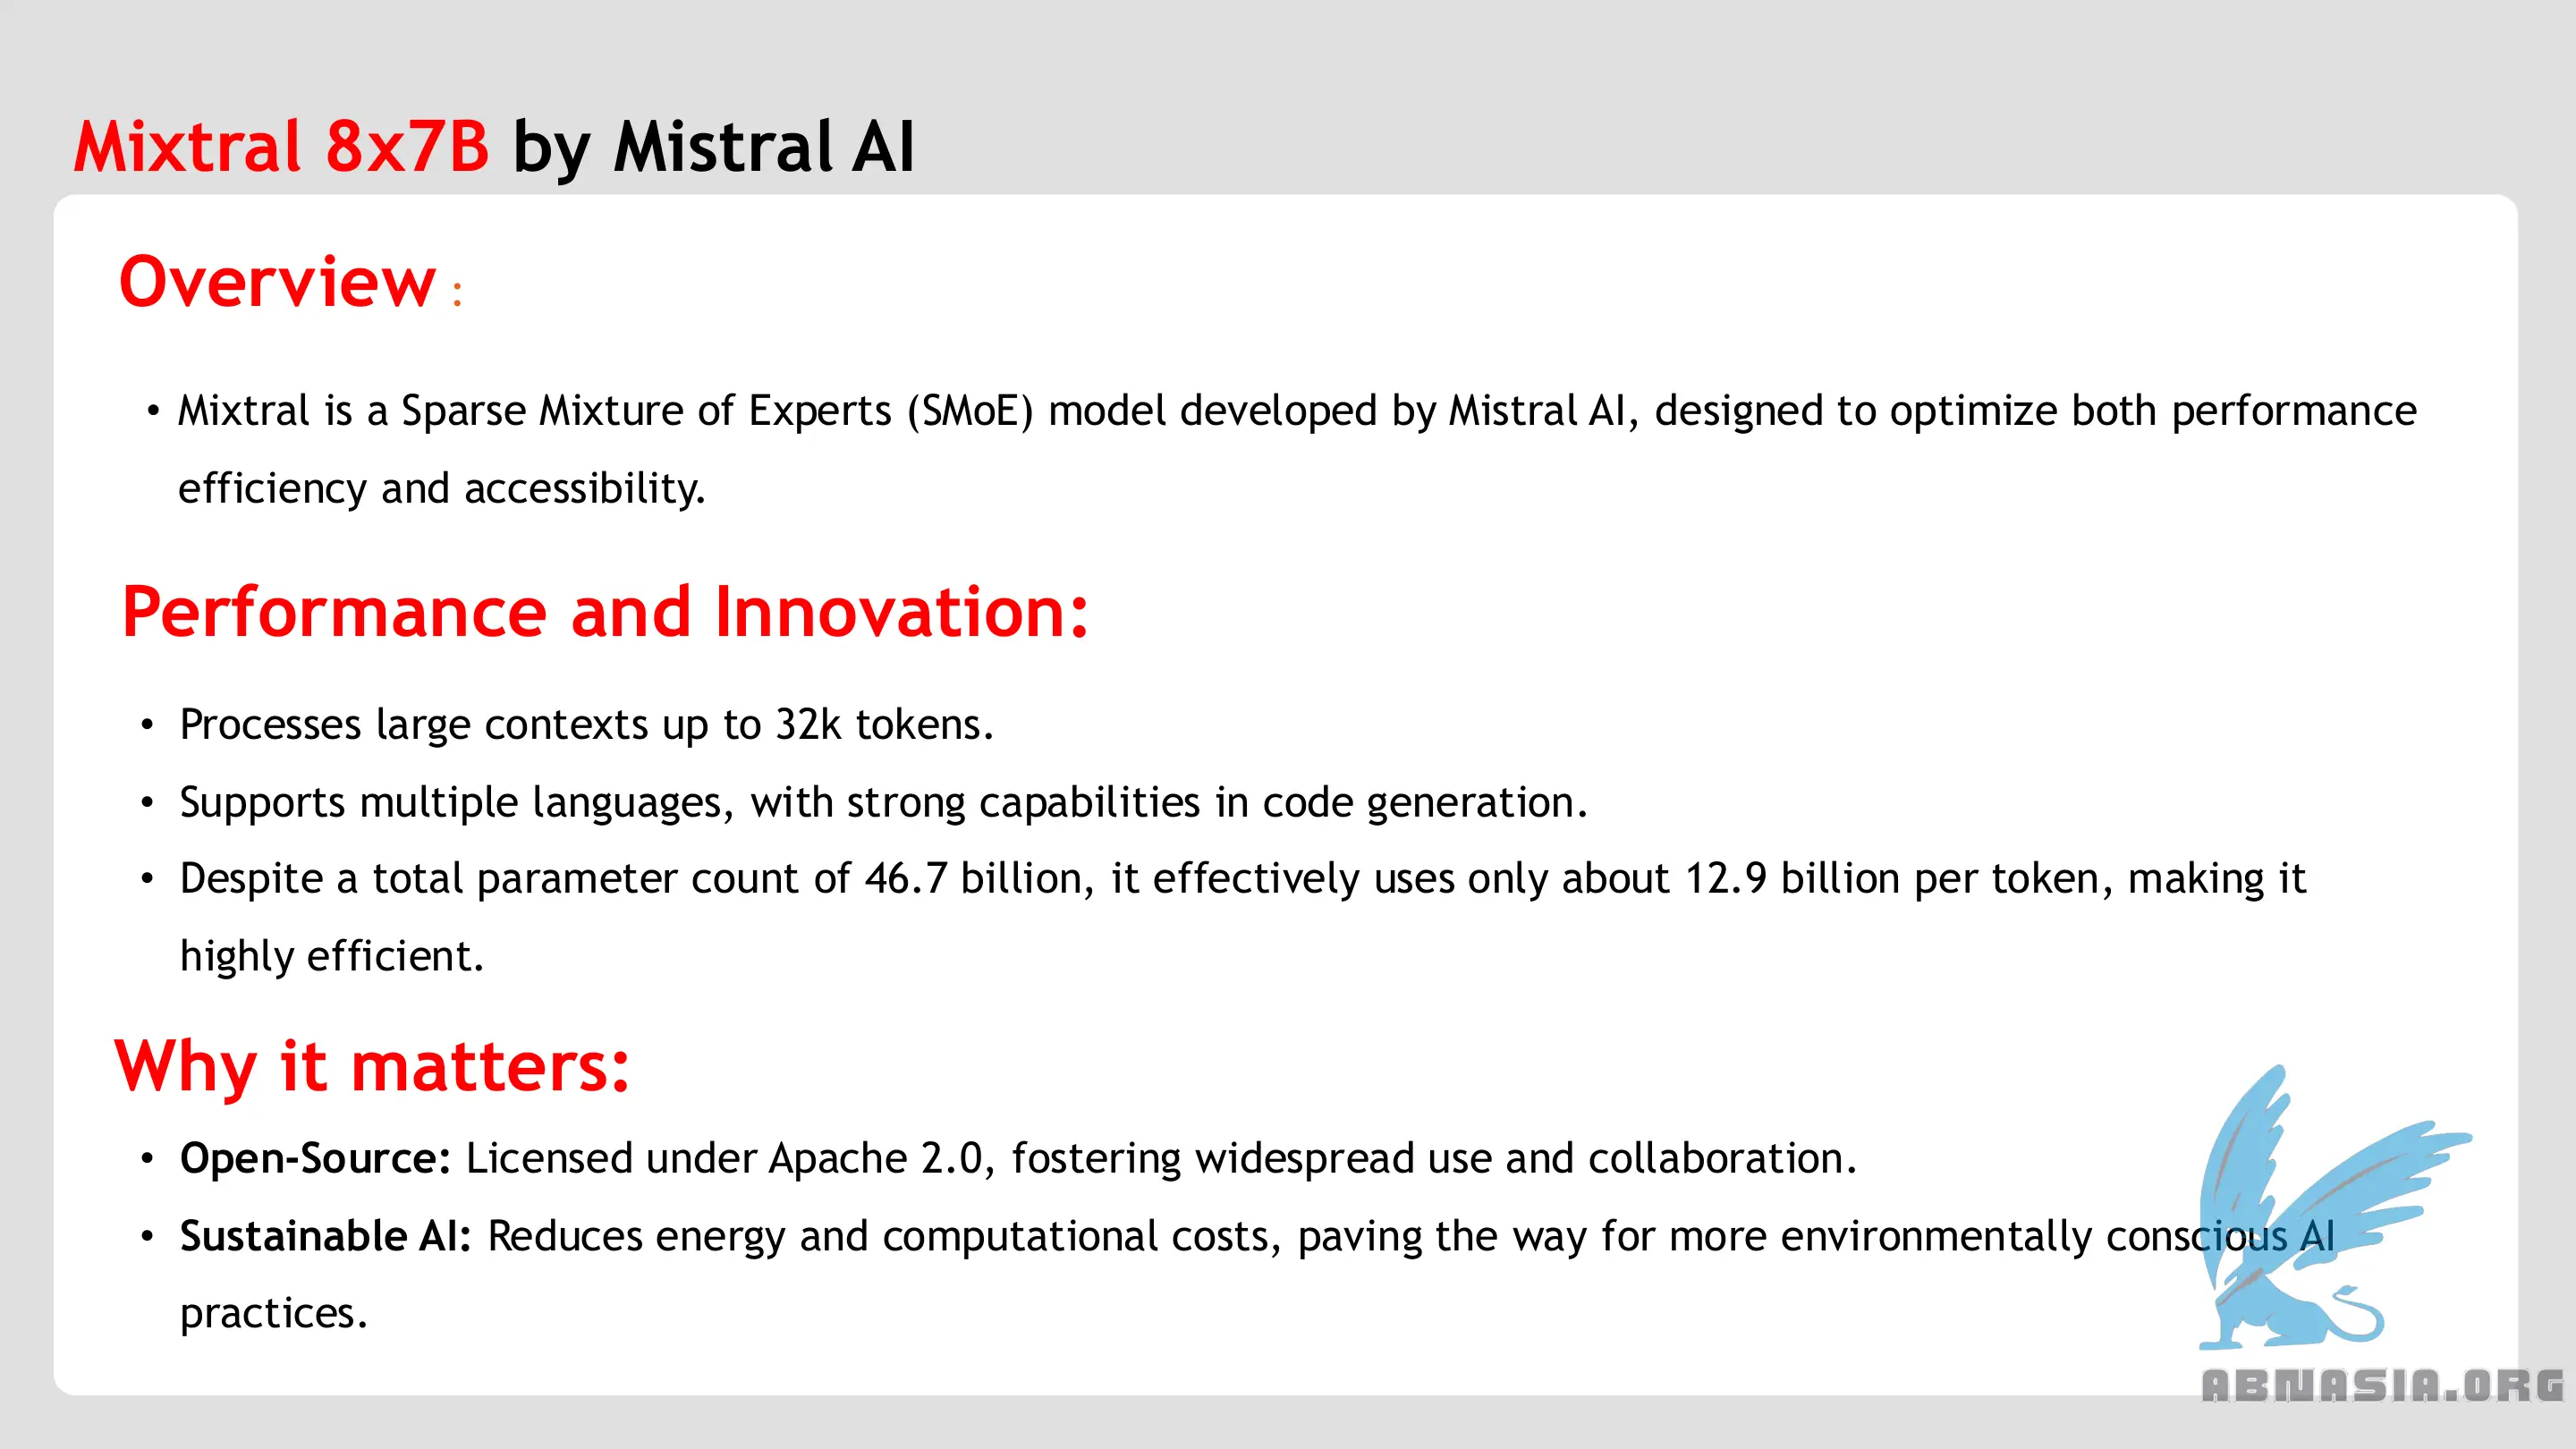 Mixtral 8x7B by Mistral AI
Overview :
• Mixtral is a Sparse Mixture of Experts (SMoE) model developed by Mistral AI, designed to optimize both performance
efficiency and accessibility.
Performance and Innovation:
• Processes large contexts up to 32k tokens.
• Supports multiple languages, with strong capabilities in code generation.
• Despite a total parameter count of 46.7 billion, it effectively uses only about 12.9 billion per token, making it
highly efficient.
Why it matters:
• Open-Source: Licensed under Apache 2.0, fostering widespread use and collaboration.
• Sustainable AI: Reduces energy and computational costs, paving the way for more environmentally conscious AI
practices.
ABNASIA.ORG